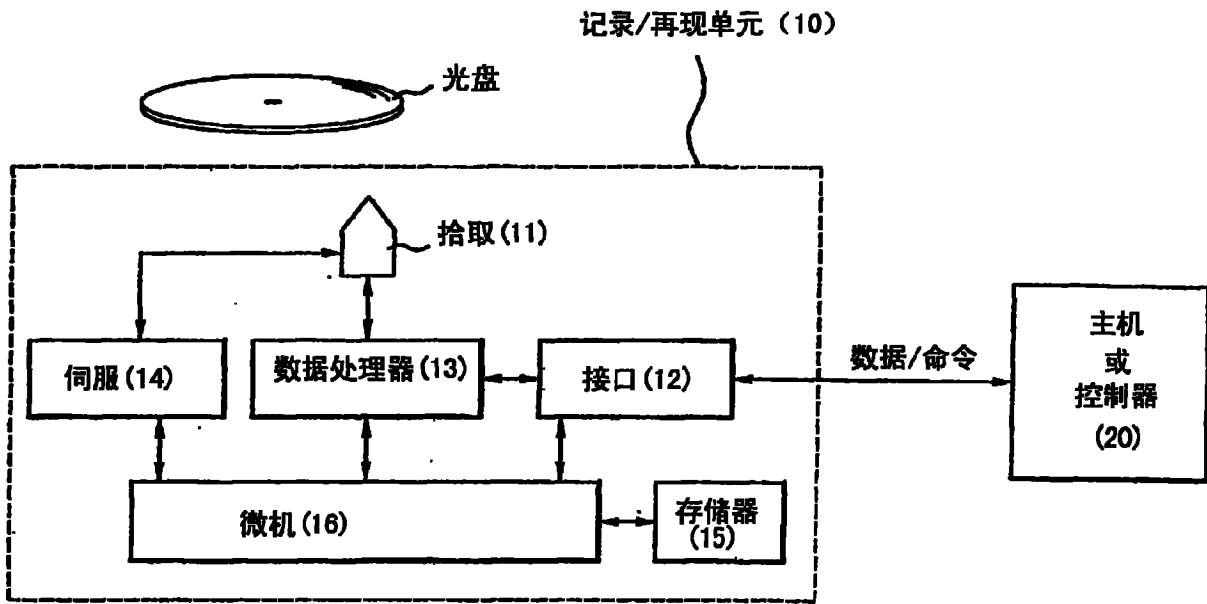 记录/再现单元（10）
光盘
拾取(11)
伺服(14)
数据处理器(13)
接口(12)
数据/命令
主机
或
控制器
(20)
微机(16)
存储器
(15)